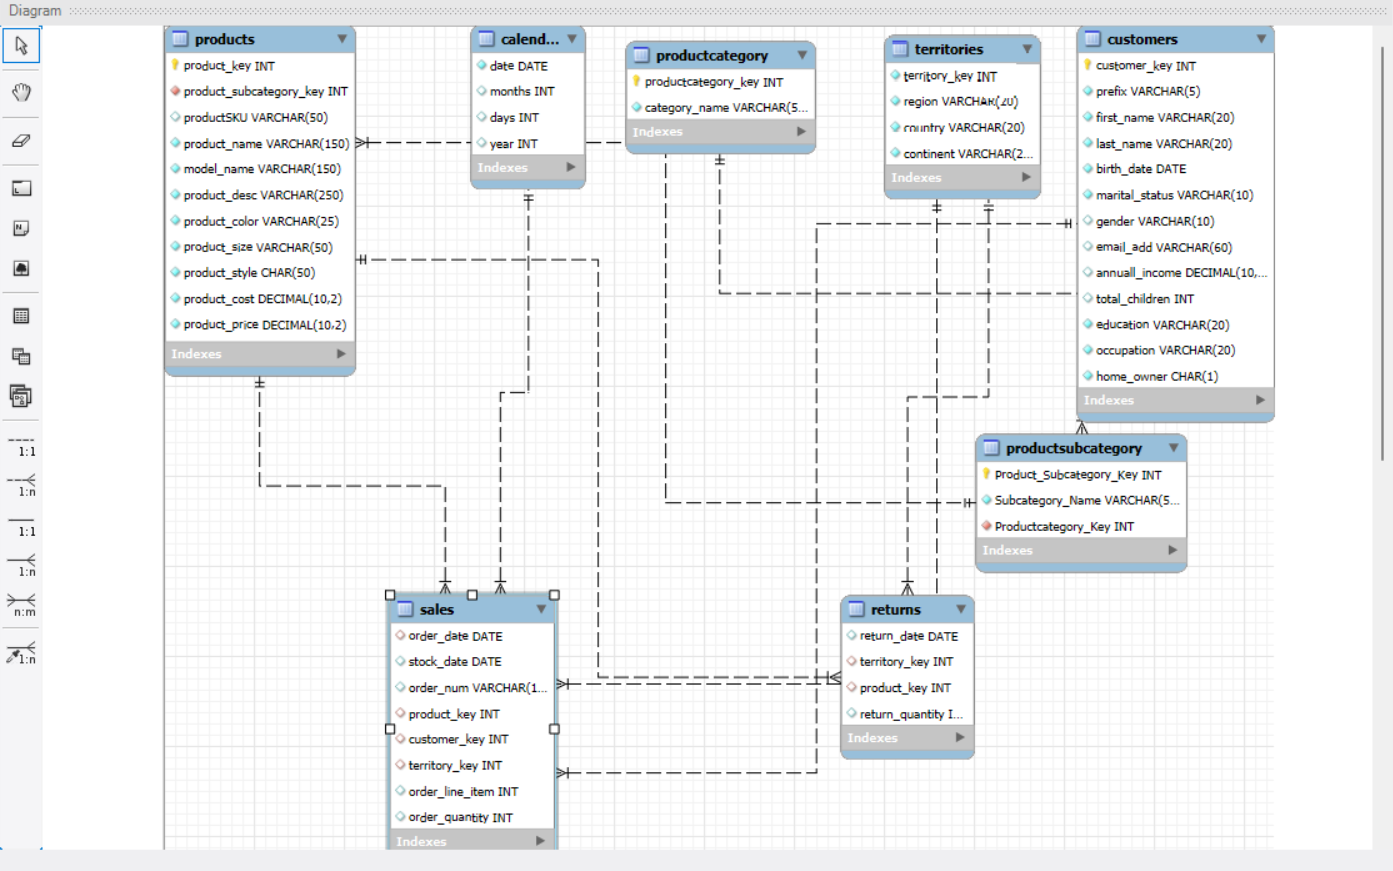 Diagram
products
product_key INT
product_subcategory_key INT
productSKU VARCHAR(50)
product_name VARCHAR(150)
model_name VARCHAR(150)
product_desc VARCHAR(250)
product_color VARCHAR(25)
product_size VARCHAR(50)
product_style CHAR(50)
product_cost DECIMAL(10,2)
product_price DECIMAL(10,2)
Indexes
calend...
date DATE
months INT
days INT
year INT
Indexes
productcategory
productcategory_key INT
category_name VARCHAR(5...
Indexes
territories
territory_key INT
region VARCHAR(20)
country VARCHAR(20)
continent VARCHAR(2...
Indexes
customers
customer_key INT
prefix VARCHAR(5)
first_name VARCHAR(20)
last_name VARCHAR(20)
birth_date DATE
marital_status VARCHAR(10)
gender VARCHAR(10)
email_add VARCHAR(60)
annuall_income DECIMAL(10,...
total_children INT
education VARCHAR(20)
occupation VARCHAR(20)
home_owner CHAR(1)
Indexes
productsubcategory
Product_Subcategory_Key INT
Subcategory_Name VARCHAR(5...
Productcategory_Key INT
Indexes
sales
order_date DATE
stock_date DATE
order_num VARCHAR(1...
product_key INT
customer_key INT
territory_key INT
order_line_item INT
order_quantity INT
Indexes
returns
return_date DATE
territory_key INT
product_key INT
return_quantity I...
Indexes
1:1
1:n
1:1
1:n
n:m
1:n